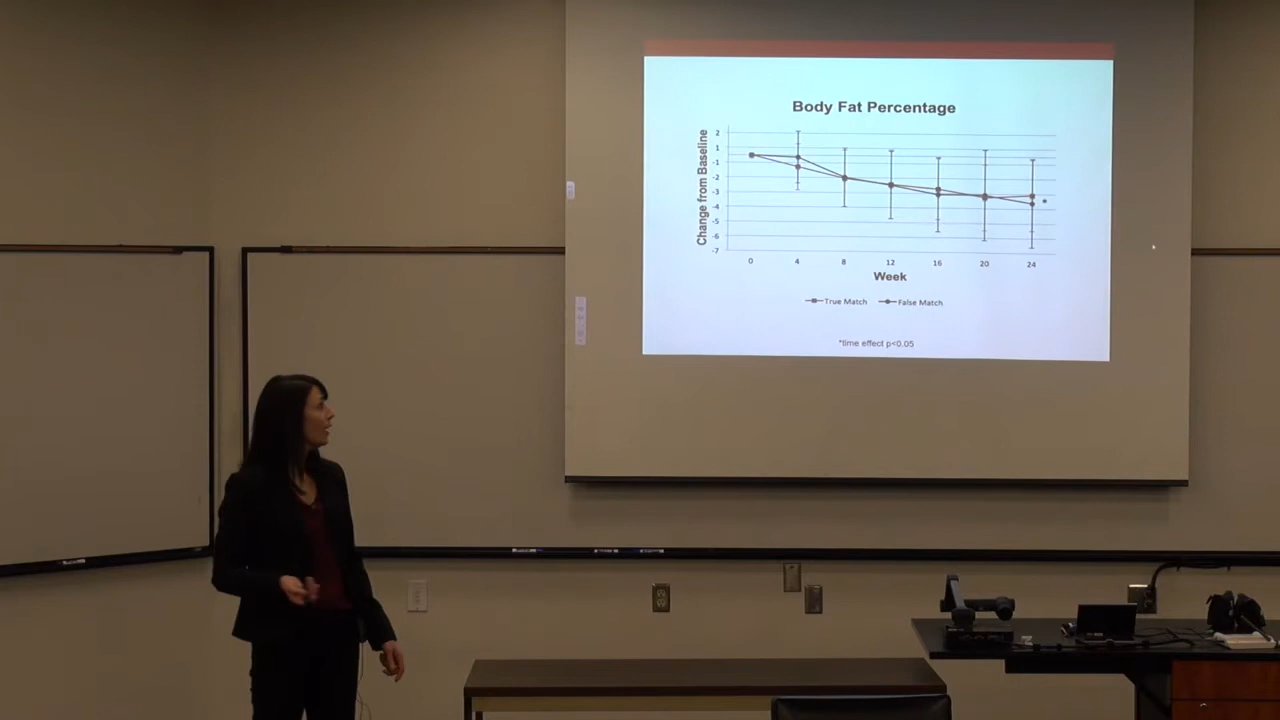 Body Fat Percentage
Change from Baseline
2
1
-1
-2
-3
-4
-5
-6
-7
0 4 8 12 16 20 24
*
Week
True Match False Match
*time effect p<0.05